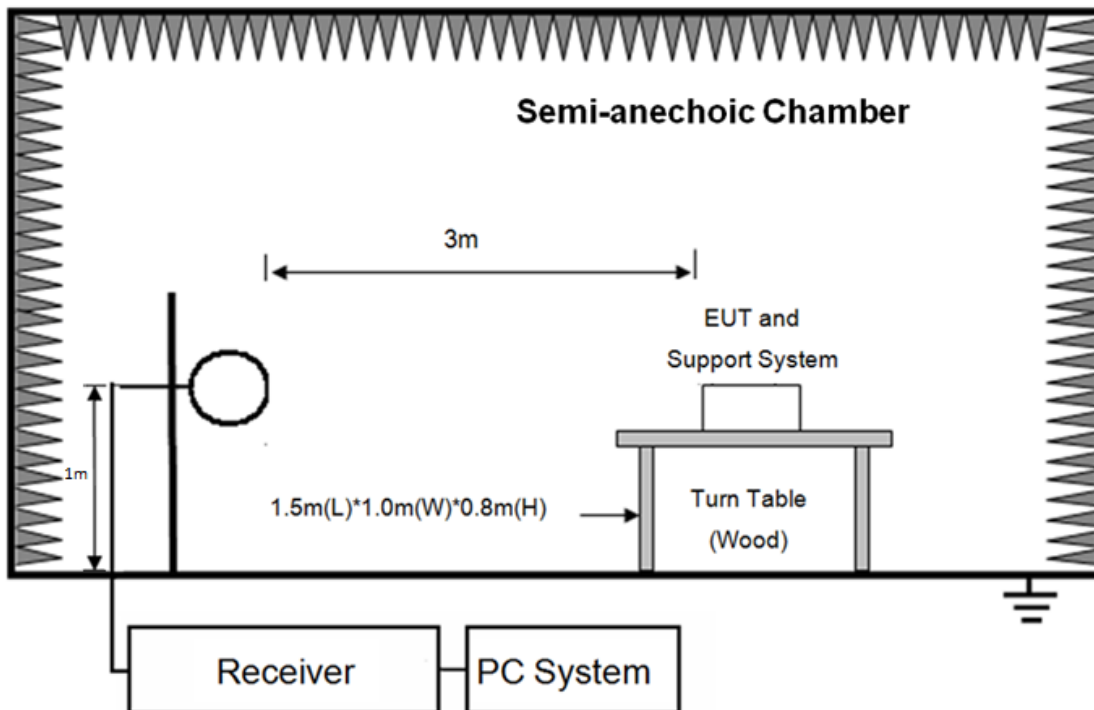 Semi-anechoic Chamber
3m
EUT and
Support System
1m
1.5m(L)*1.0m(W)*0.8m(H)
Turn Table
(Wood)
Receiver
PC System